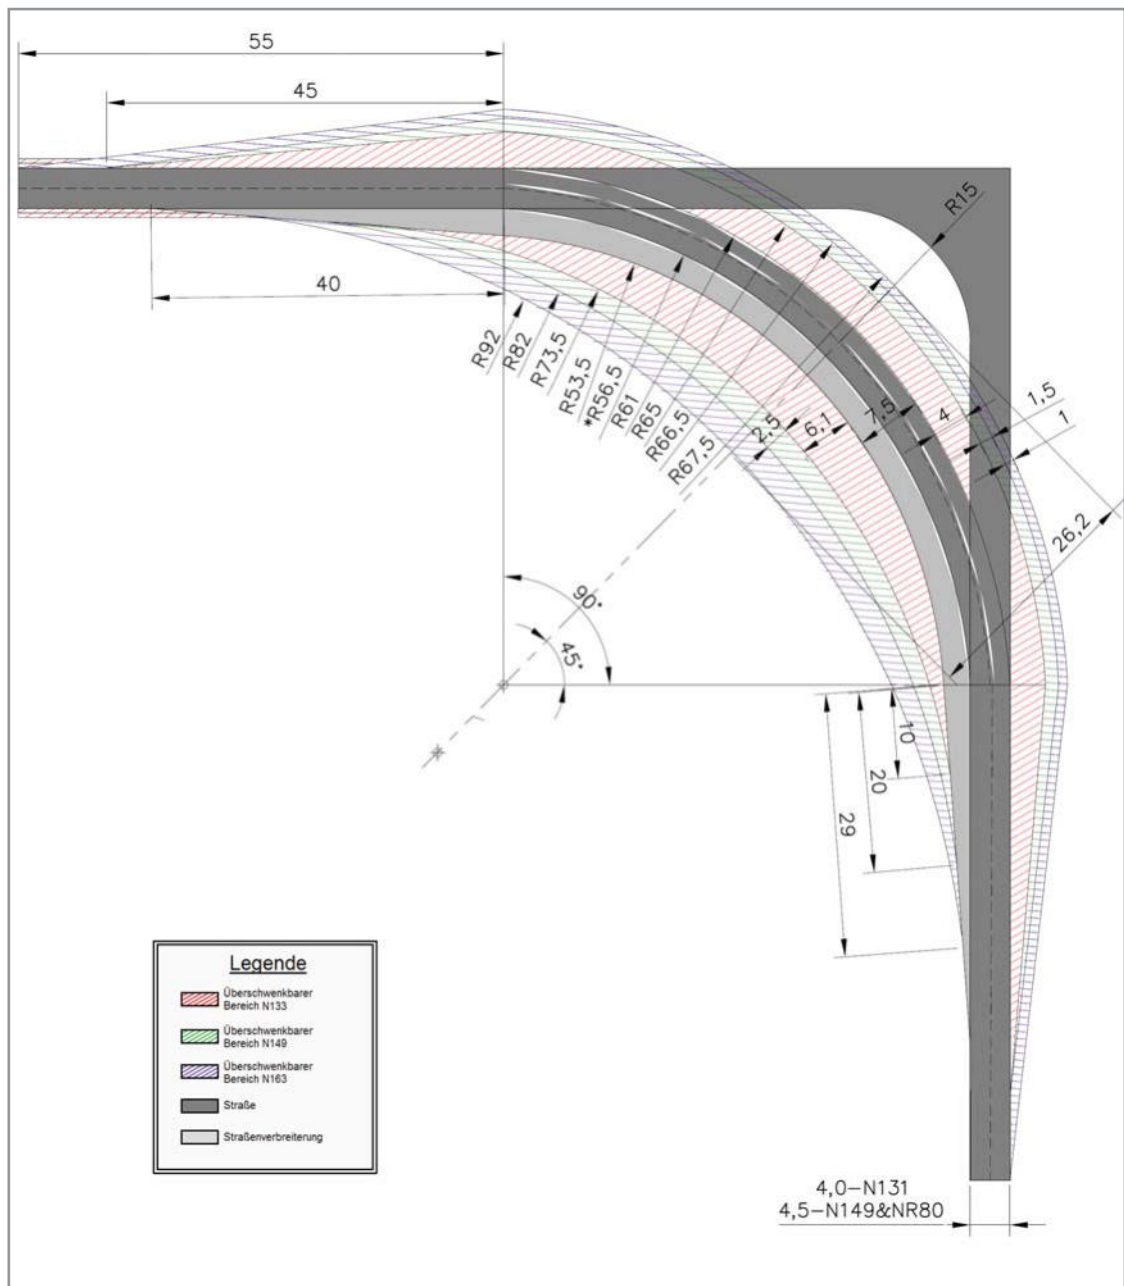 55
45
40
R15
R92
R82
R73,5
R53,5
*R56,5
R61
R65
R66,5
R67,5
2,5
6,1
7,5
4
1,5
1
26,2
90°
45°
10
20
29
Legende
Überschwenkbarer
Bereich N133
Überschwenkbarer
Bereich N149
Überschwenkbarer
Bereich N163
Straße
Straßenverbreiterung
4,0-N131
4,5-N149&NR80